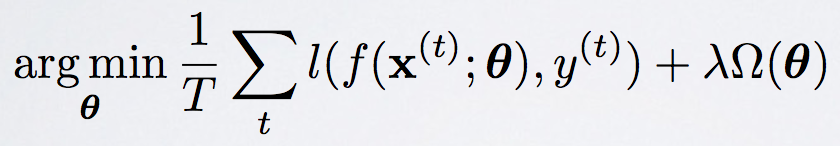 arg min_θ 1/T ∑_t l(f(x^(t); θ), y^(t)) + λΩ(θ)